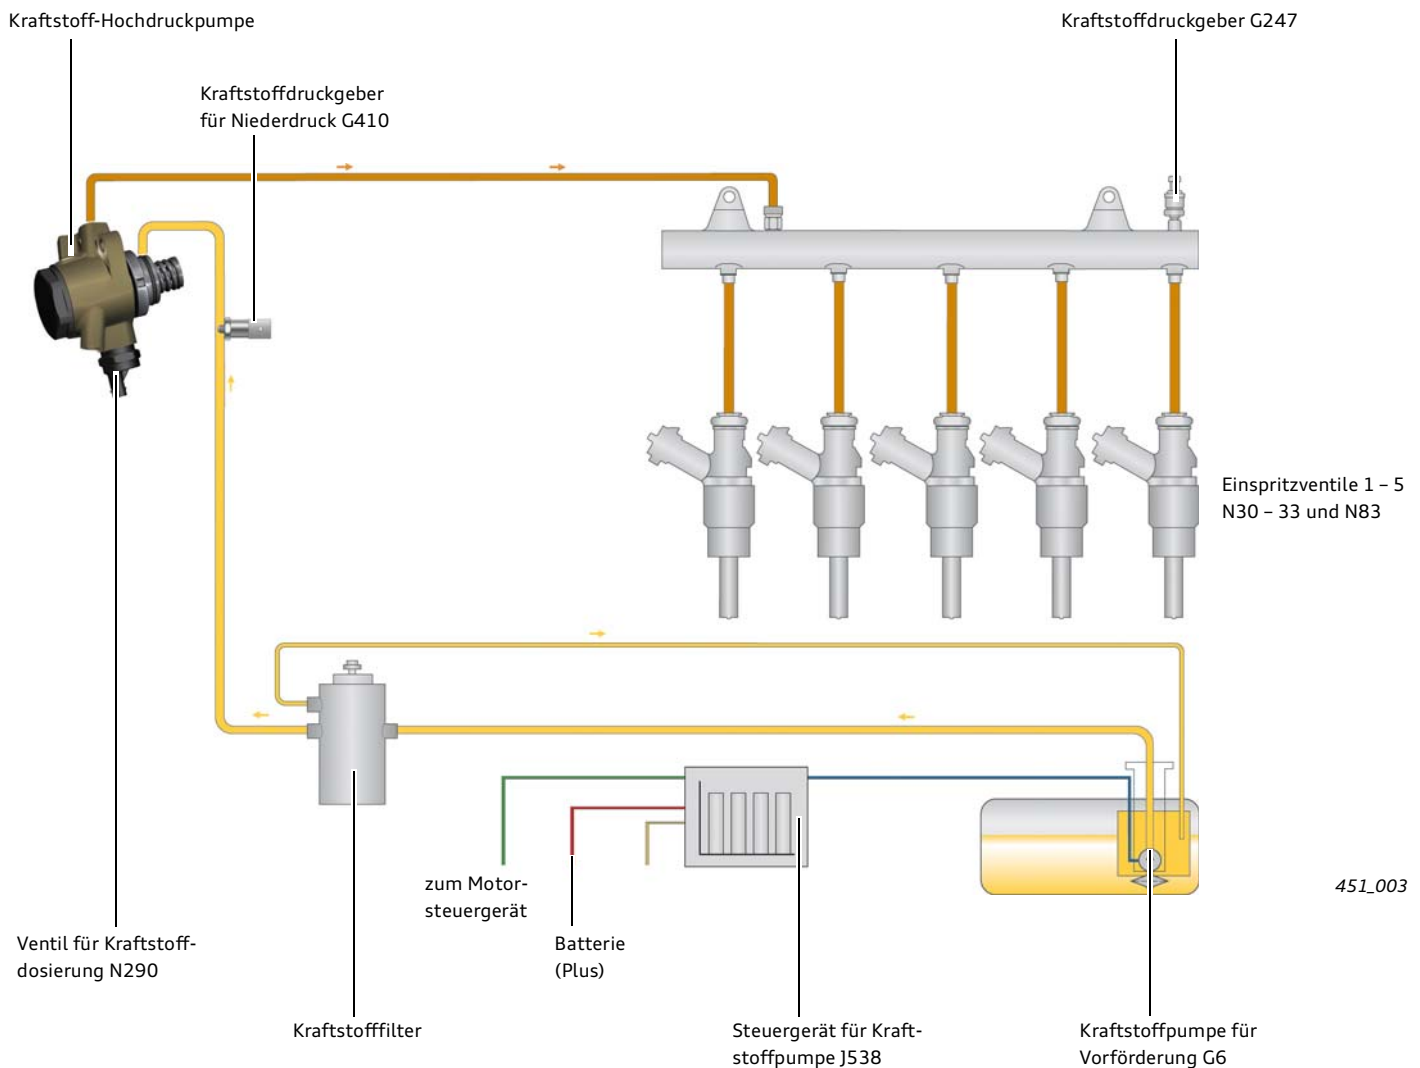 Kraftstoff-Hochdruckpumpe
Kraftstoffdruckgeber G247
Kraftstoffdruckgeber
für Niederdruck G410
Einspritzventile 1 – 5
N30 – 33 und N83
zum Motor-
steuergerät
451_003
Ventil für Kraftstoff-
dosierung N290
Batterie
(Plus)
Kraftstofffilter
Steuergerät für Kraft-
stoffpumpe J538
Kraftstoffpumpe für
Vorförderung G6